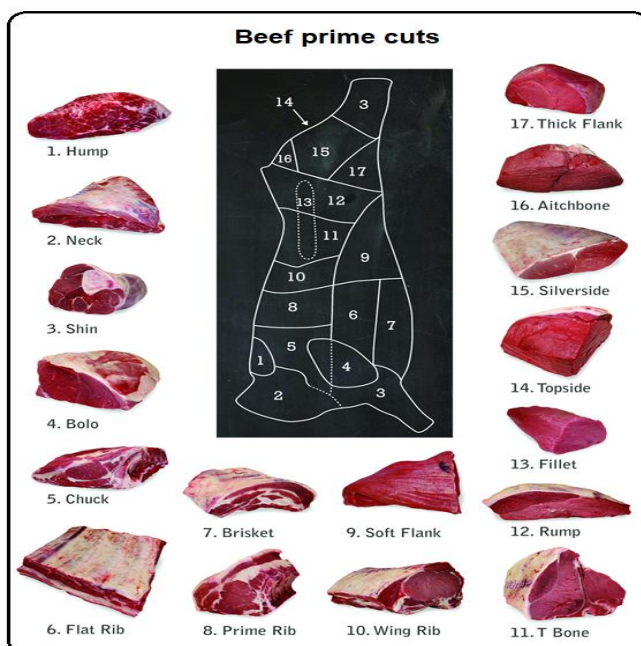 Beef prime cuts
1. Hump
2. Neck
3. Shin
4. Bolo
5. Chuck
6. Flat Rib
7. Brisket
8. Prime Rib
9. Soft Flank
10. Wing Rib
17. Thick Flank
16. Aitchbone
15. Silverside
14. Topside
13. Fillet
12. Rump
11. T Bone
3
14
15
16
17
13
12
11
9
10
8
6
7
5
1
4
2
3